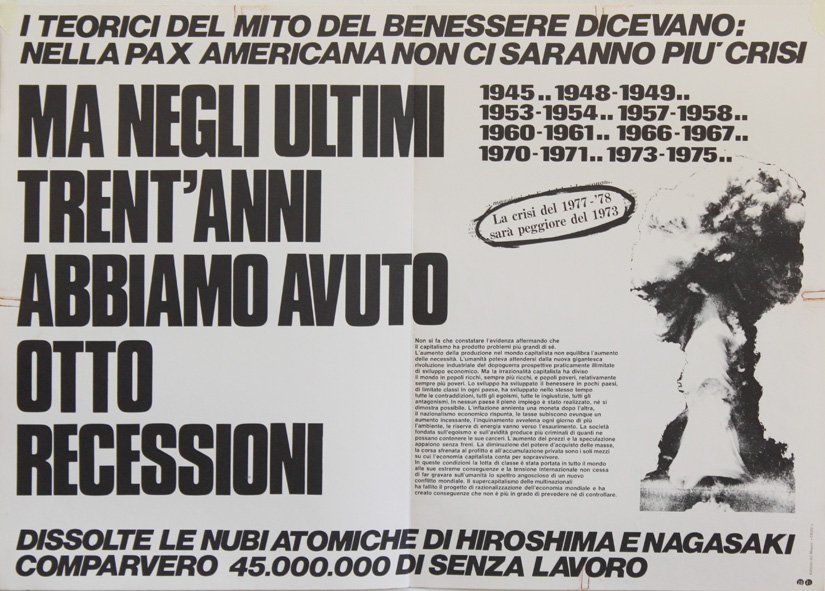 I TEORICI DEL MITO DEL BENESSERE DICEVANO:
NELLA PAX AMERICANA NON CI SARANNO PIU' CRISI
MA NEGLI ULTIMI
TRENT'ANNI
ABBIAMO AVUTO
OTTO
RECESSIONI
1945.. 1948-1949..
1953-1954.. 1957-1958..
1960-1961.. 1966-1967..
1970-1971.. 1973-1975..
La crisi del 1977-'78
sarà peggiore del 1973
Non si fa che constatare l'evidenza affermando che
il capitalismo ha prodotto problemi più grandi di sé.
L'aumento della produzione nel mondo capitalista non equilibra l'aumento
delle necessità. L'umanità poteva attendersi dalla nuova gigantesca
rivoluzione industriale del dopoguerra prospettive praticamente illimitate
di sviluppo economico. Ma la irrazionalità capitalista ha diviso
il mondo in popoli ricchi, sempre più ricchi, e popoli poveri, relativamente
sempre più poveri. Lo sviluppo ha sviluppato il benessere in pochi paesi,
di limitate classi in ogni paese, ha sviluppato nello stesso tempo
tutte le contraddizioni, tutti gli egoismi, tutte le ingiustizie, tutti gli
antagonismi. In nessun paese il pieno impiego è stato realizzato, né si
dimostra possibile. L'inflazione annienta una moneta dopo l'altra,
il nazionalismo economico rispunta, le tasse subiscono ovunque un
aumento incessante, l'inquinamento avvelena ogni giorno di più
l'ambiente, le riserve di energia vanno verso l'esaurimento. La società
fondata sull'egoismo e sull'avidità produce più criminali di quanti ne
possano contenere le sue carceri. L'aumento dei prezzi e la speculazione
appaiono senza freni. La diminuzione del potere d'acquisto delle masse,
la corsa sfrenata al profitto e all'accumulazione privata sono i soli mezzi
su cui l'economia capitalista conta per sopravvivere.
In queste condizioni la lotta di classe è stata portata in tutto il mondo
alle sue estreme conseguenze e la tensione internazionale non cessa
di far gravare sull'umanità lo spettro angoscioso di un nuovo
conflitto mondiale. Il supercapitalismo delle multinazionali
ha fallito il progetto di razionalizzazione dell'economia mondiale e ha
creato conseguenze che non è più in grado di prevedere né di controllare.
DISSOLTE LE NUBI ATOMICHE DI HIROSHIMA E NAGASAKI
COMPARVERO 45.000.000 DI SENZA LAVORO